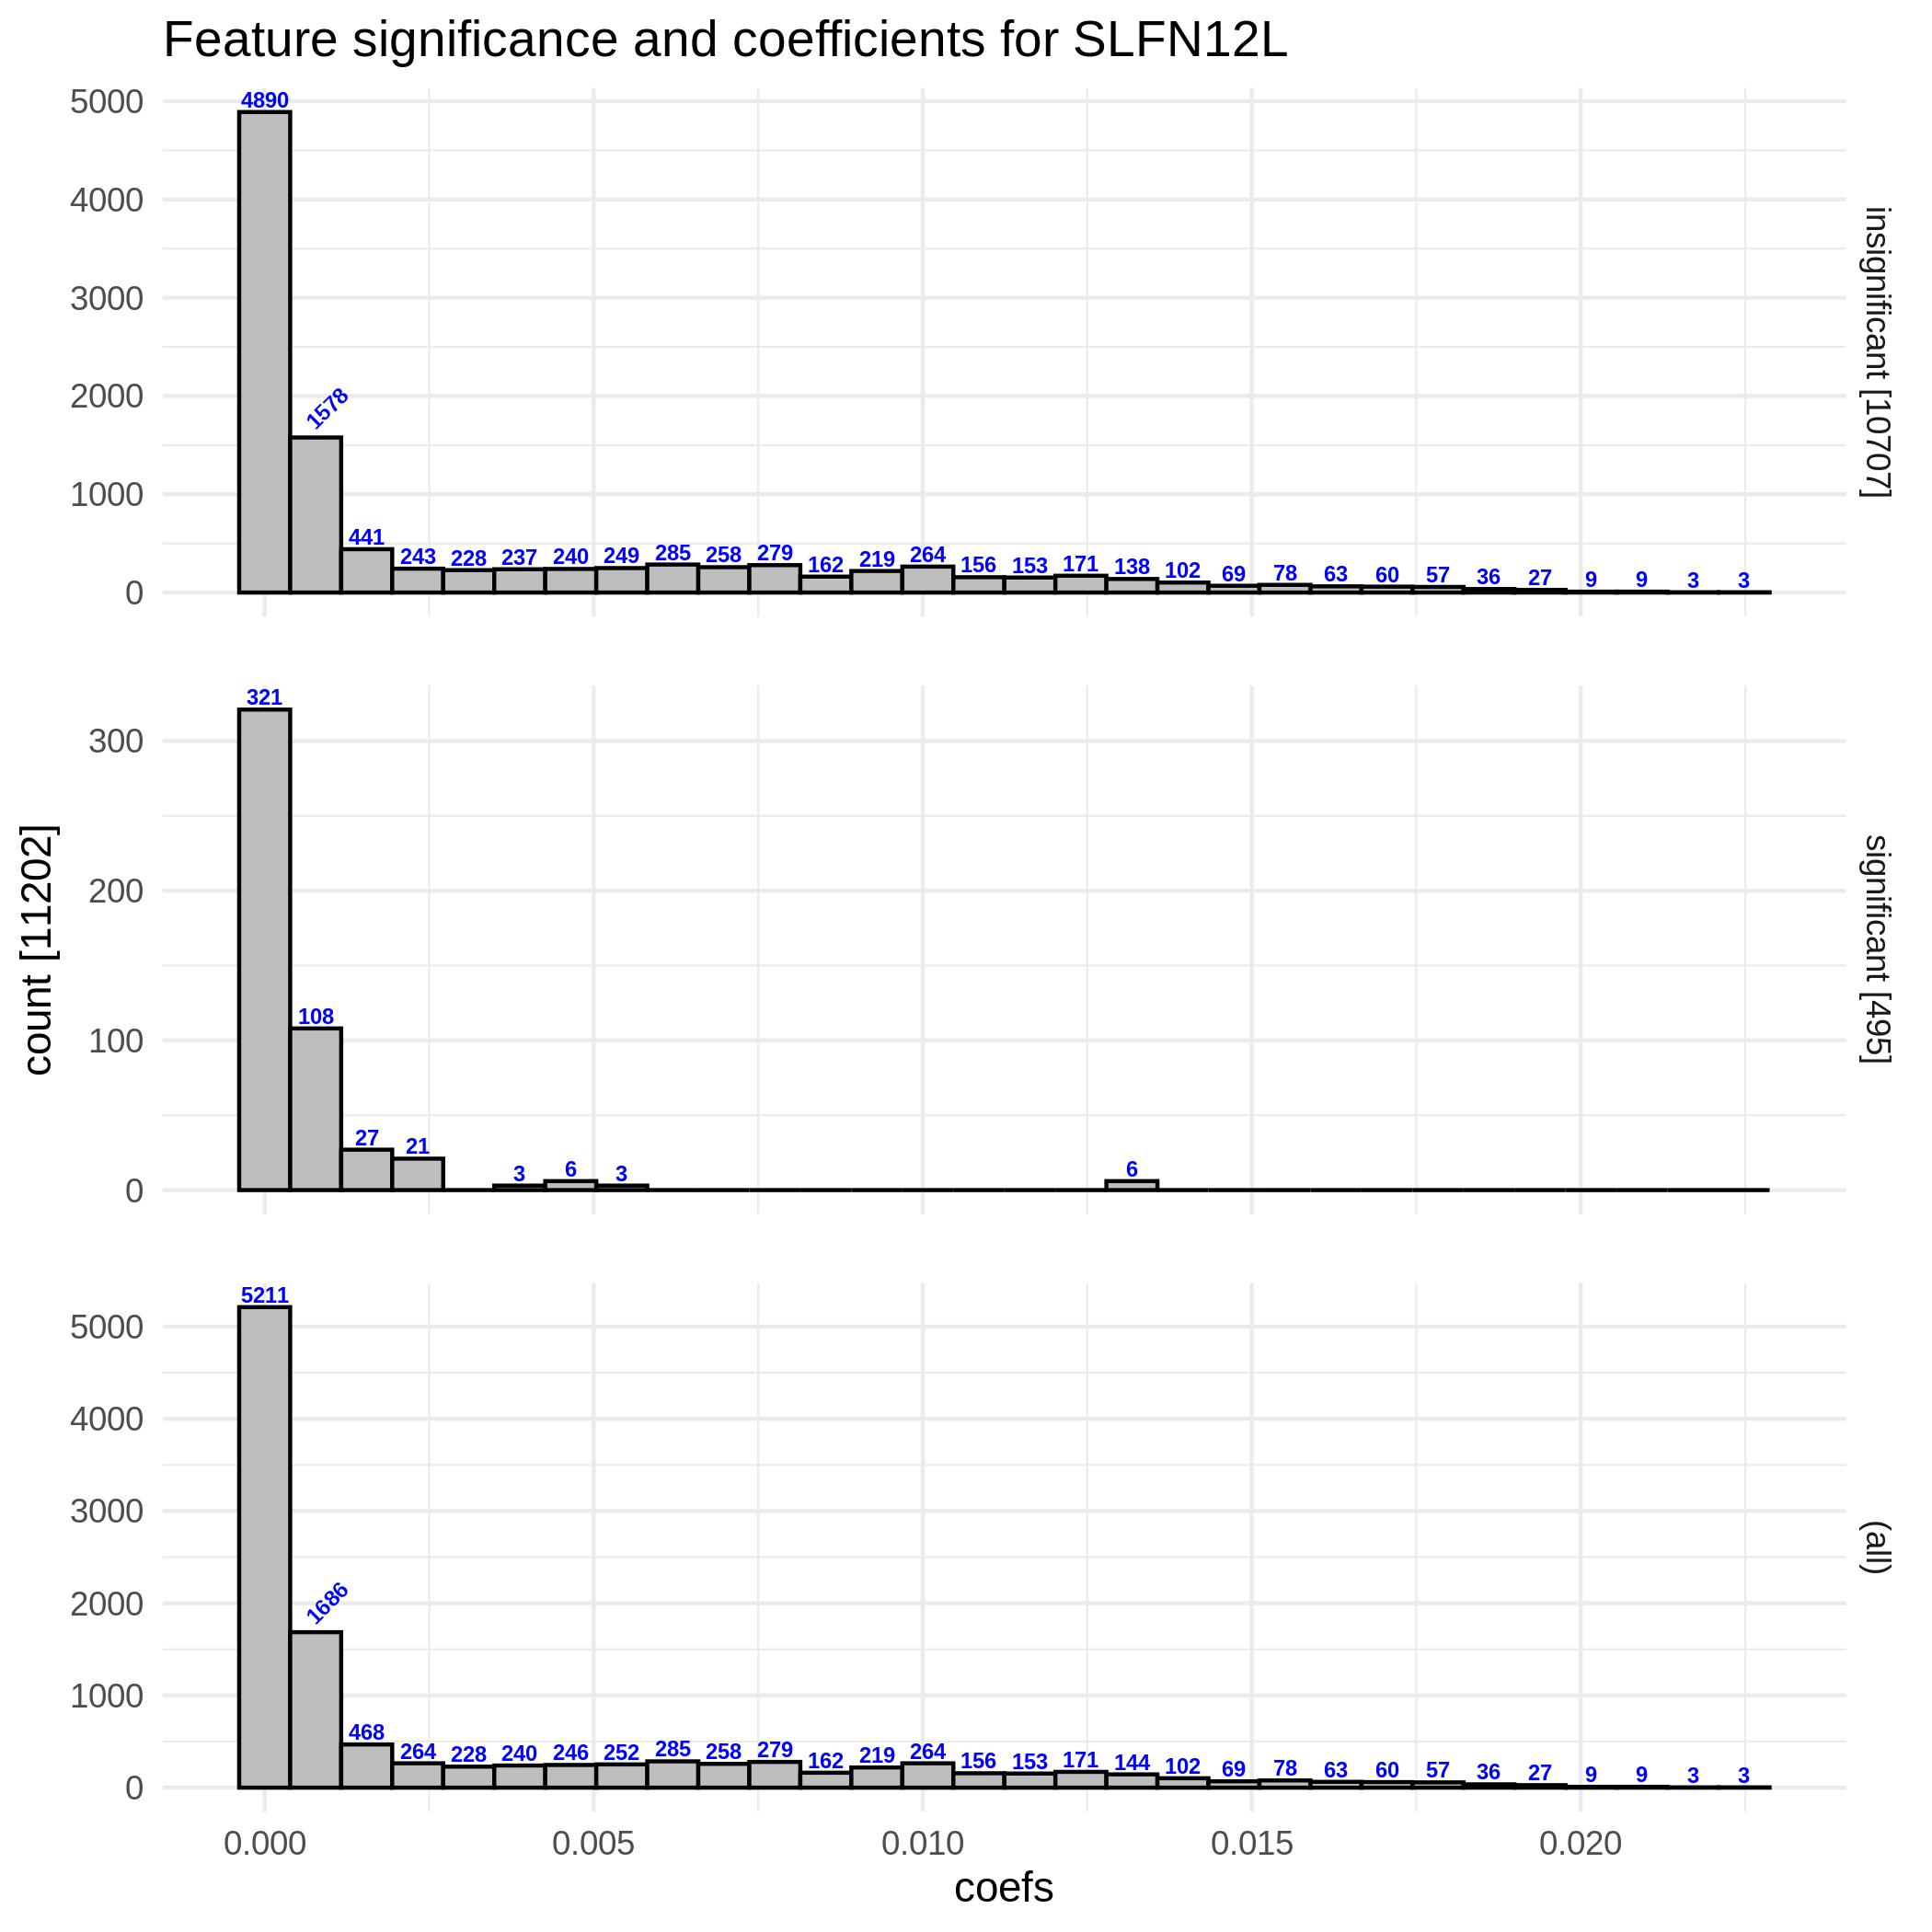 Feature significance and coefficients for SLFN12L
5000
4000
3000
2000
1000
0
4890
1578
441 243 228 237 240 249 285 258 279 162 219 264 156 153 171 138 102 69 78 63 60 57 36 27 9 9 3 3
insignificant [10707]
count [11202]
300
200
100
0
321
108
27 21 3 6 3 6
significant [495]
5000
4000
3000
2000
1000
0
5211
1686
468 264 228 240 246 252 285 258 279 162 219 264 156 153 171 144 102 69 78 63 60 57 36 27 9 9 3 3
(all)
0.000 0.005 0.010 0.015 0.020
coefs